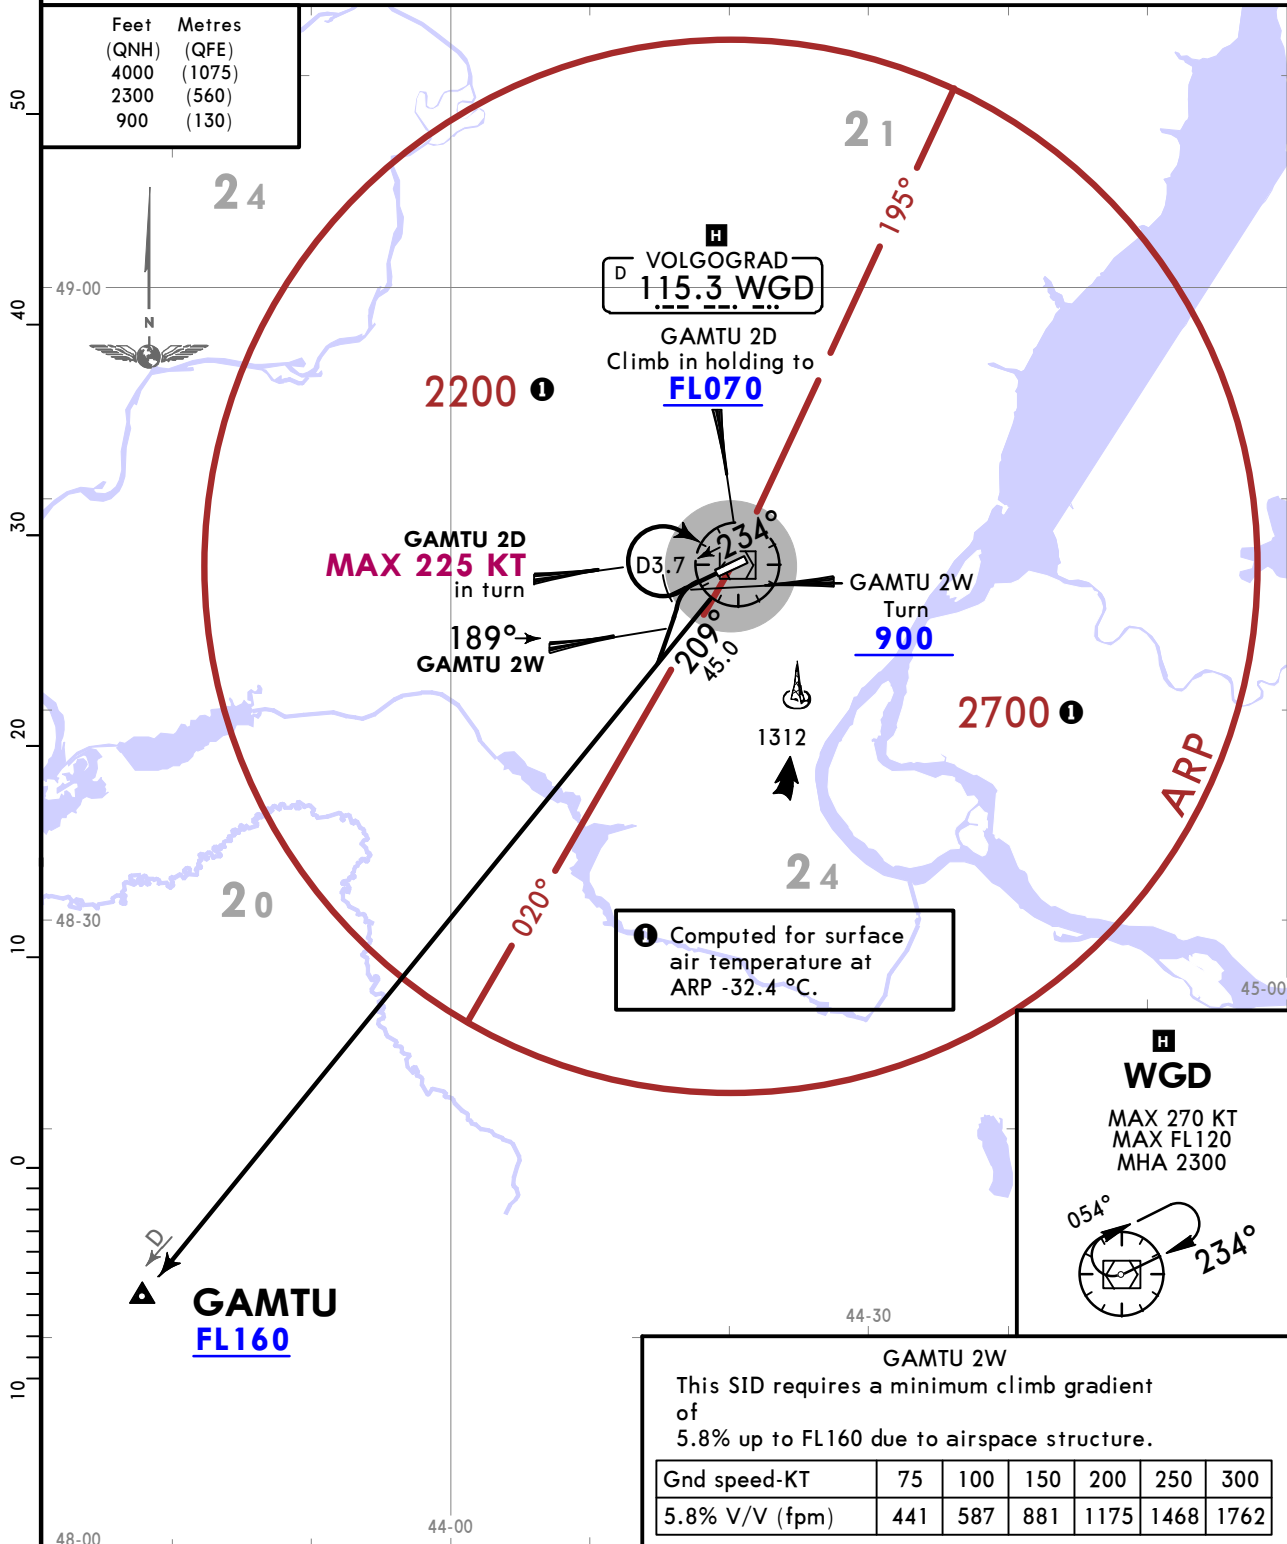 Feet Metres
(QNH) (QFE)
4000 (1075)
2300 (560)
900 (130)
50
21
24
195°
H
VOLGOGRAD
D 115.3 WGD
49-00
40
N
GAMTU 2D
Climb in holding to
FL070
2200 1
30
234°
GAMTU 2D
MAX 225 KT
in turn
D3.7
GAMTU 2W
Turn
900
189°
GAMTU 2W
209°
45.0
2700 1
20
1312
ARP
24
20
020°
48-30
1 Computed for surface
air temperature at
ARP -32.4 °C.
10
45-00
H
WGD
MAX 270 KT
MAX FL120
MHA 2300
0
054°
234°
D
GAMTU
FL160
44-30
10
GAMTU 2W
This SID requires a minimum climb gradient
of
5.8% up to FL160 due to airspace structure.
Gnd speed-KT 75 100 150 200 250 300
5.8% V/V (fpm) 441 587 881 1175 1468 1762
44-00
48-00